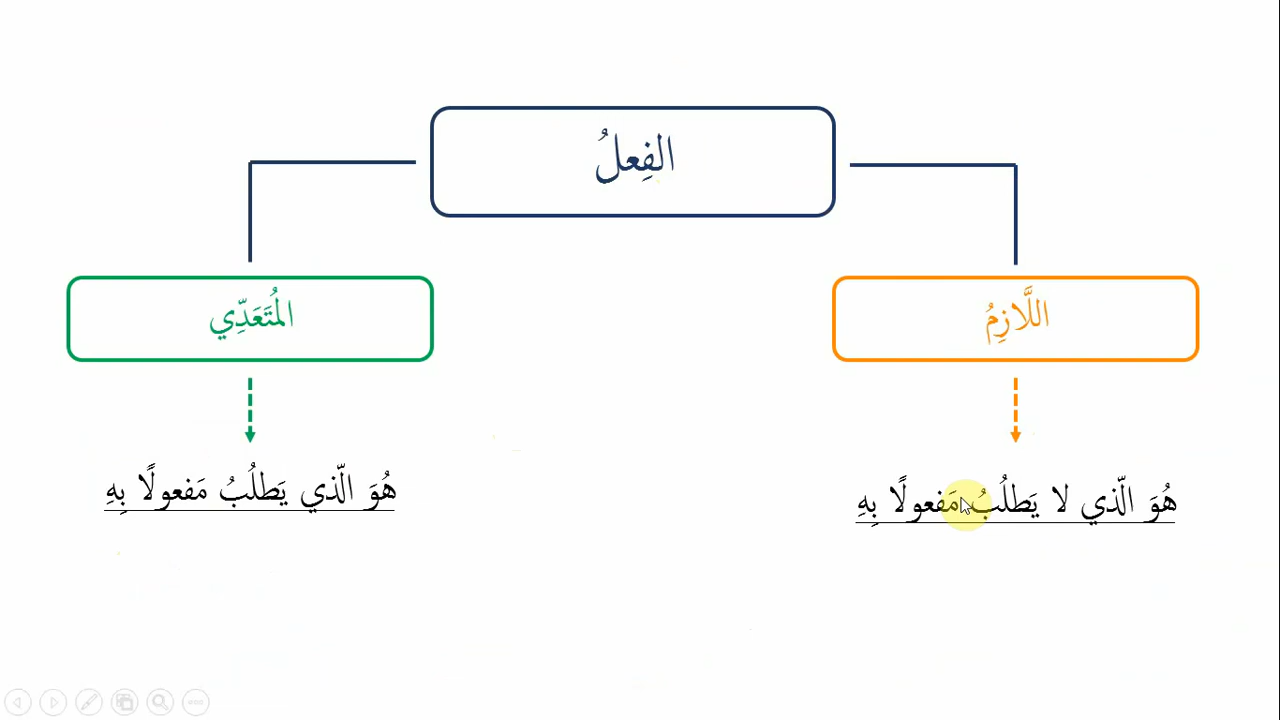 الفِعلُ
اللَّازِمُ
المُتَعَدِّي
هُوَ الّذي لا يَطلُبُ مَفعولًا بِهِ
هُوَ الّذي يَطلُبُ مَفعولًا بِهِ